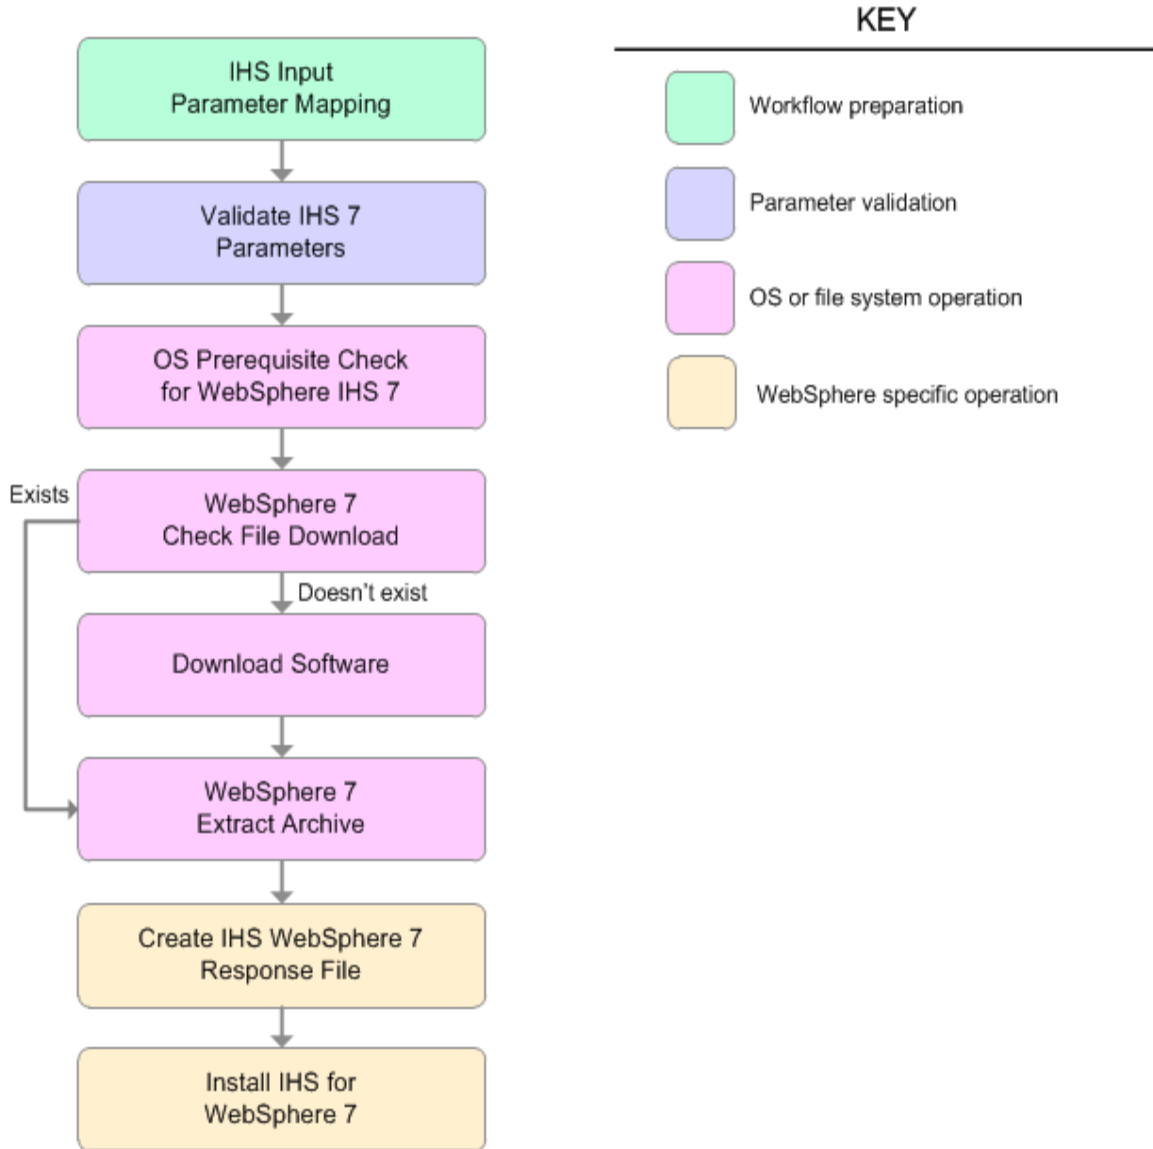 IHS Input
Parameter Mapping
Validate IHS 7
Parameters
OS Prerequisite Check
for WebSphere IHS 7
Exists
WebSphere 7
Check File Download
Doesn't exist
Download Software
WebSphere 7
Extract Archive
Create IHS WebSphere 7
Response File
Install IHS for
WebSphere 7
KEY
Workflow preparation
Parameter validation
OS or file system operation
WebSphere specific operation